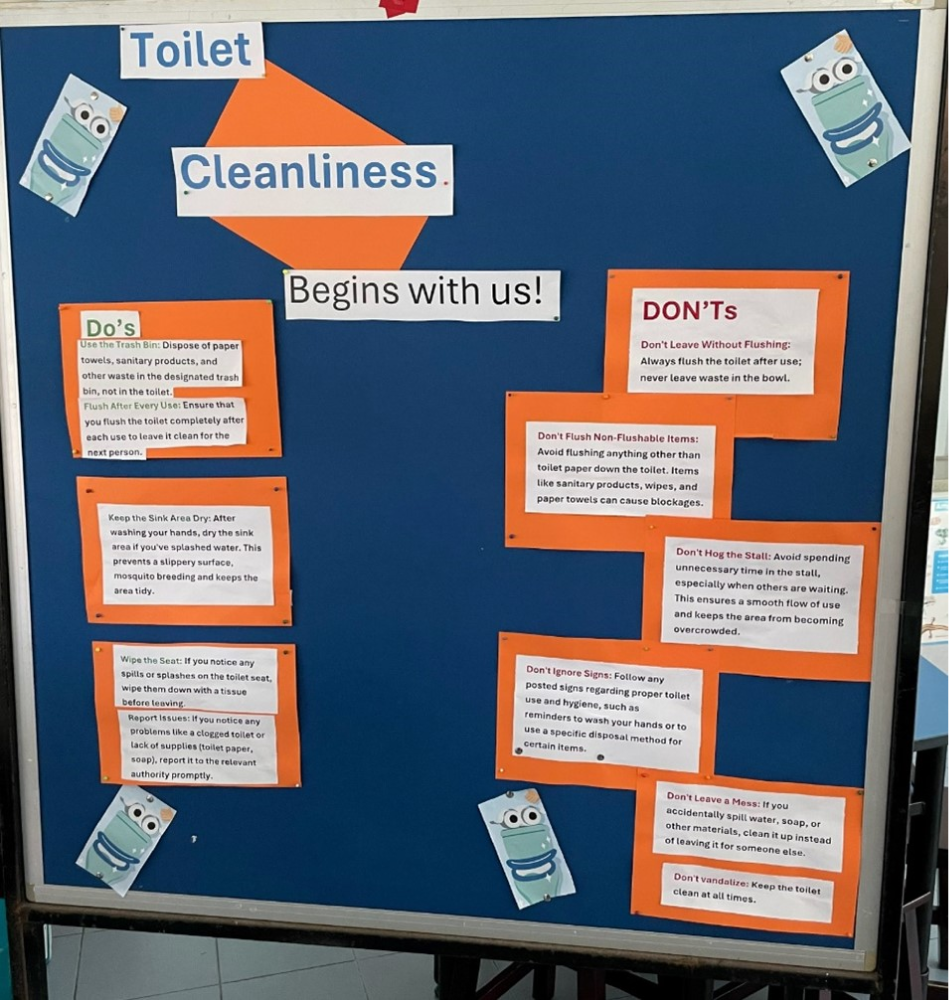 Toilet
Cleanliness
Begins with us!
Do's
Use the Trash Bin: Dispose of paper
towels, sanitary products, and
other waste in the designated trash
bin, not in the toilet.
Flush After Every Use: Ensure that
you flush the toilet completely after
each use to leave it clean for the
next person.
Keep the Sink Area Dry: After
washing your hands, dry the sink
area if you've splashed water. This
prevents a slippery surface,
mosquito breeding and keeps the
area tidy.
Wipe the Seat: If you notice any
spills or splashes on the toilet seat,
wipe them down with a tissue
before leaving.
Report Issues: If you notice any
problems like a clogged toilet or
lack of supplies (toilet paper,
soap), report it to the relevant
authority promptly.
DON'Ts
Don't Leave Without Flushing:
Always flush the toilet after use;
never leave waste in the bowl.
Don't Flush Non-Flushable Items:
Avoid flushing anything other than
toilet paper down the toilet. Items
like sanitary products, wipes, and
paper towels can cause blockages.
Don't Hog the Stall: Avoid spending
unnecessary time in the stall,
especially when others are waiting.
This ensures a smooth flow of use
and keeps the area from becoming
overcrowded.
Don't Ignore Signs: Follow any
posted signs regarding proper toilet
use and hygiene, such as
reminders to wash your hands or to
use a specific disposal method for
certain items.
Don't Leave a Mess: If you
accidentally spill water, soap, or
other materials, clean it up instead
of leaving it for someone else.
Don't vandalize: Keep the toilet
clean at all times.